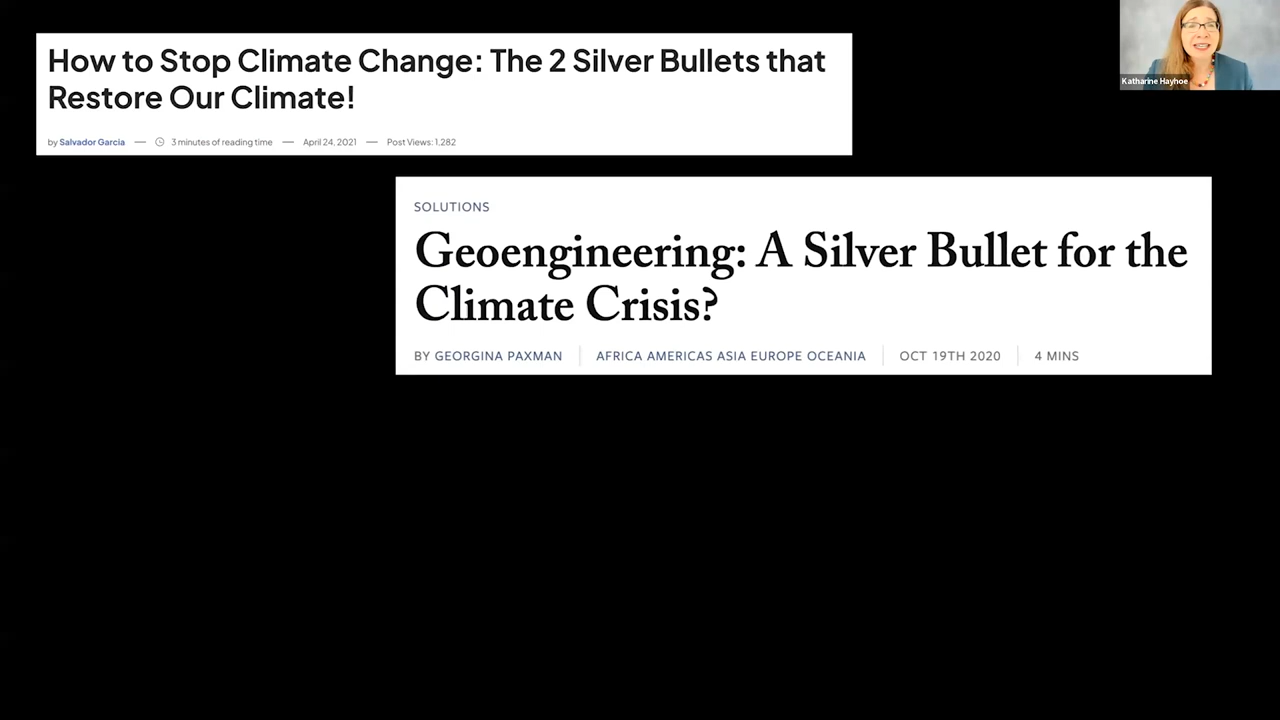 How to Stop Climate Change: The 2 Silver Bullets that
Restore Our Climate!
by Salvador Garcia — 3 minutes of reading time — April 24, 2021 — Post Views: 1,282
Katharine Hayhoe
SOLUTIONS
Geoengineering: A Silver Bullet for the
Climate Crisis?
BY GEORGINA PAXMAN AFRICA AMERICAS ASIA EUROPE OCEANIA OCT 19TH 2020 4 MINS